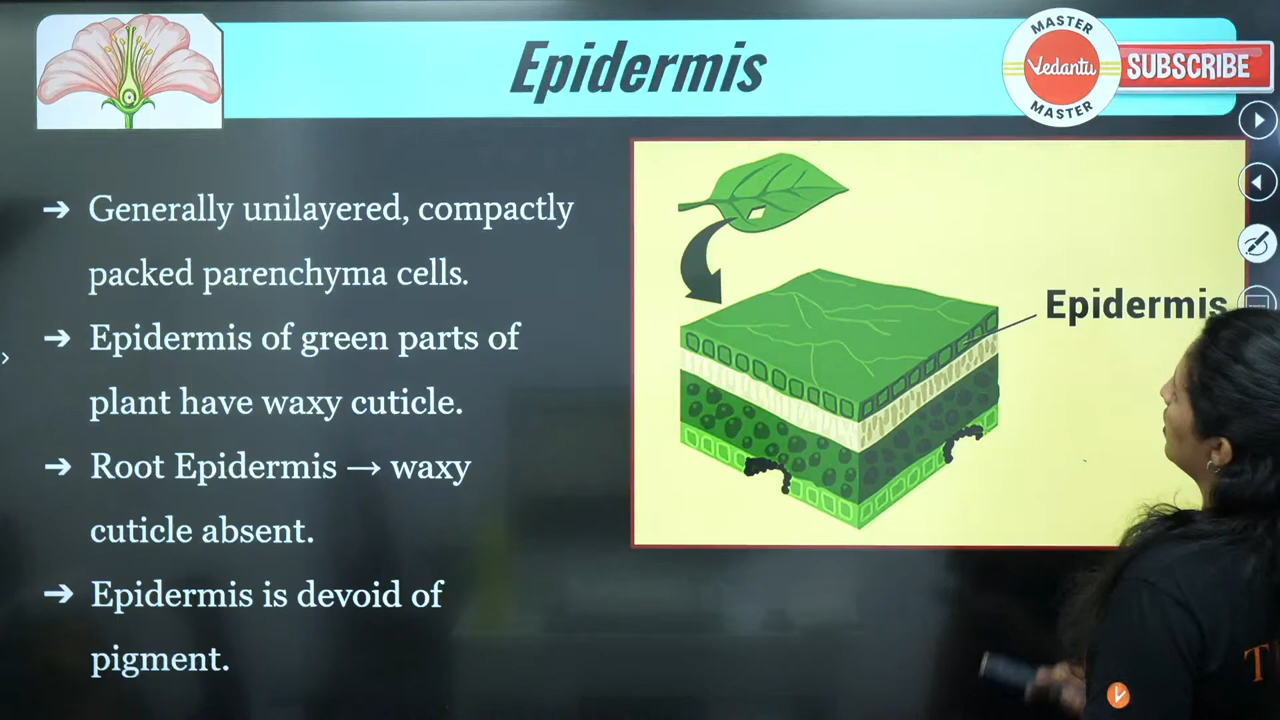 Epidermis
MASTER
Vedantu
MASTER
SUBSCRIBE
➔ Generally unilayered, compactly
packed parenchyma cells.
➔ Epidermis of green parts of
plant have waxy cuticle.
➔ Root Epidermis → waxy
cuticle absent.
➔ Epidermis is devoid of
pigment.
Epidermis